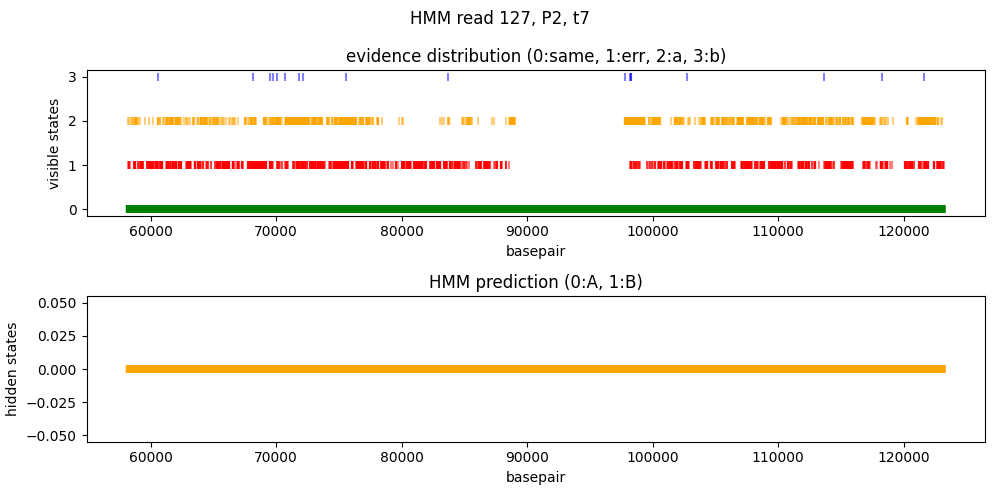 HMM read 127, P2, t7
evidence distribution (0:same, 1:err, 2:a, 3:b)
visible states
3
2
1
0
60000 70000 80000 90000 100000 110000 120000
basepair
HMM prediction (0:A, 1:B)
hidden states
0.050
0.025
0.000
−0.025
−0.050
60000 70000 80000 90000 100000 110000 120000
basepair